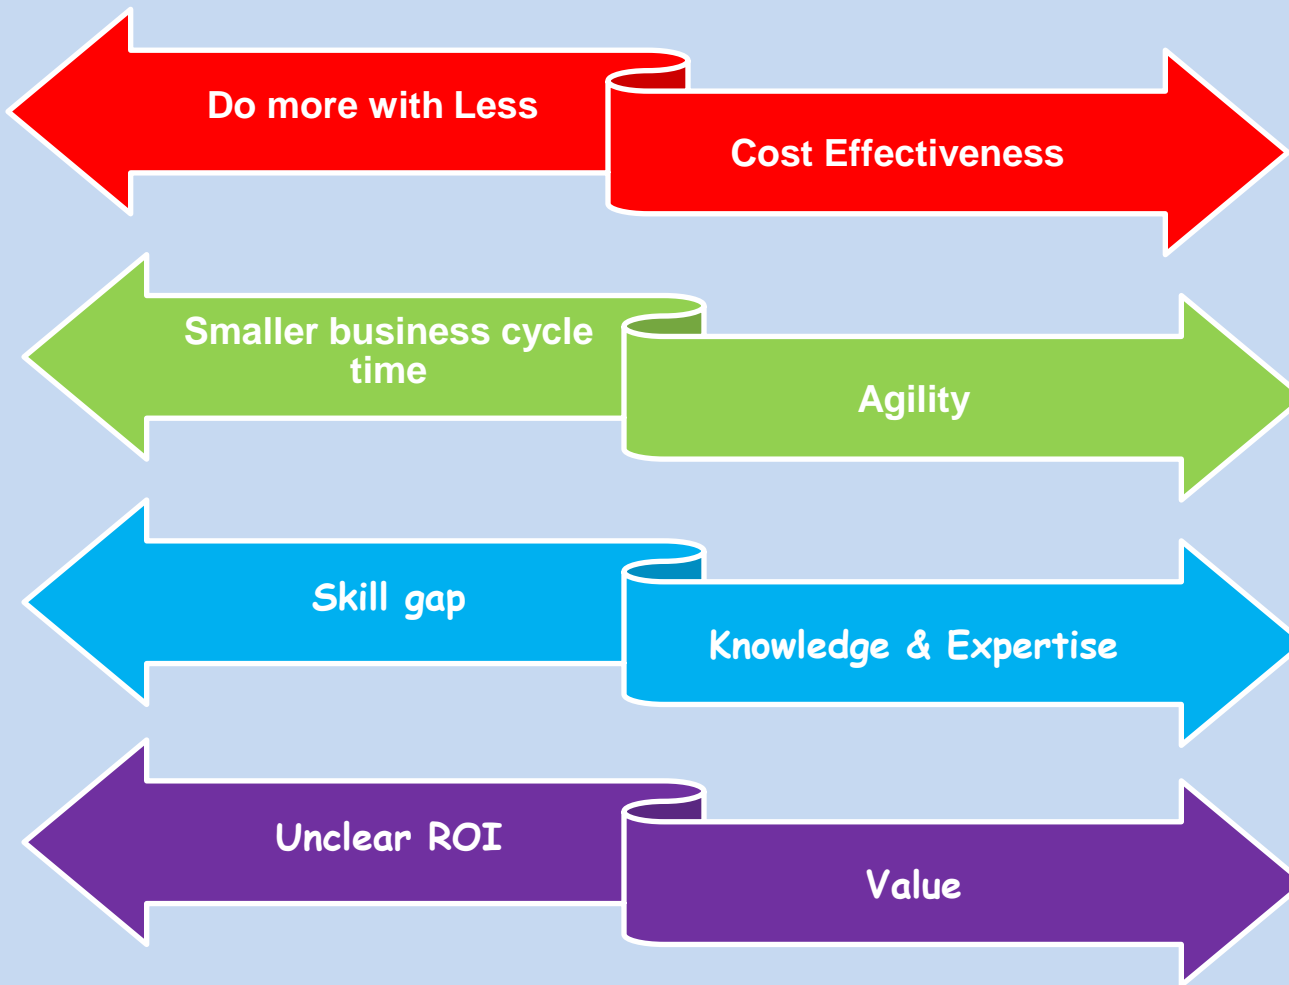 Do more with Less
Cost Effectiveness
Smaller business cycle
time
Agility
Skill gap
Knowledge & Expertise
Unclear ROI
Value